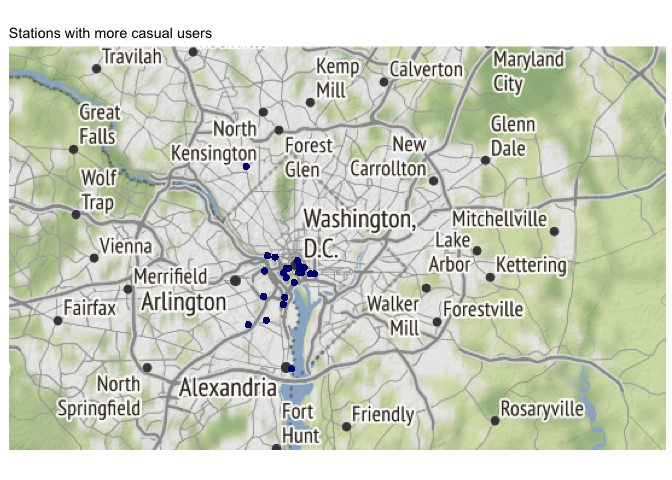 Stations with more casual users
Travilah
Kemp
Mill
Calverton
Maryland
City
Great
Falls
North
Kensington
Forest
Glen
New
Carrollton
Glenn
Dale
Wolf
Trap
Washington,
D.C.
Mitchellville
Vienna
Lake
Arbor
Kettering
Merrifield
Arlington
Fairfax
Walker
Mill
Forestville
North
Springfield
Alexandria
Fort
Hunt
Friendly
Rosaryville